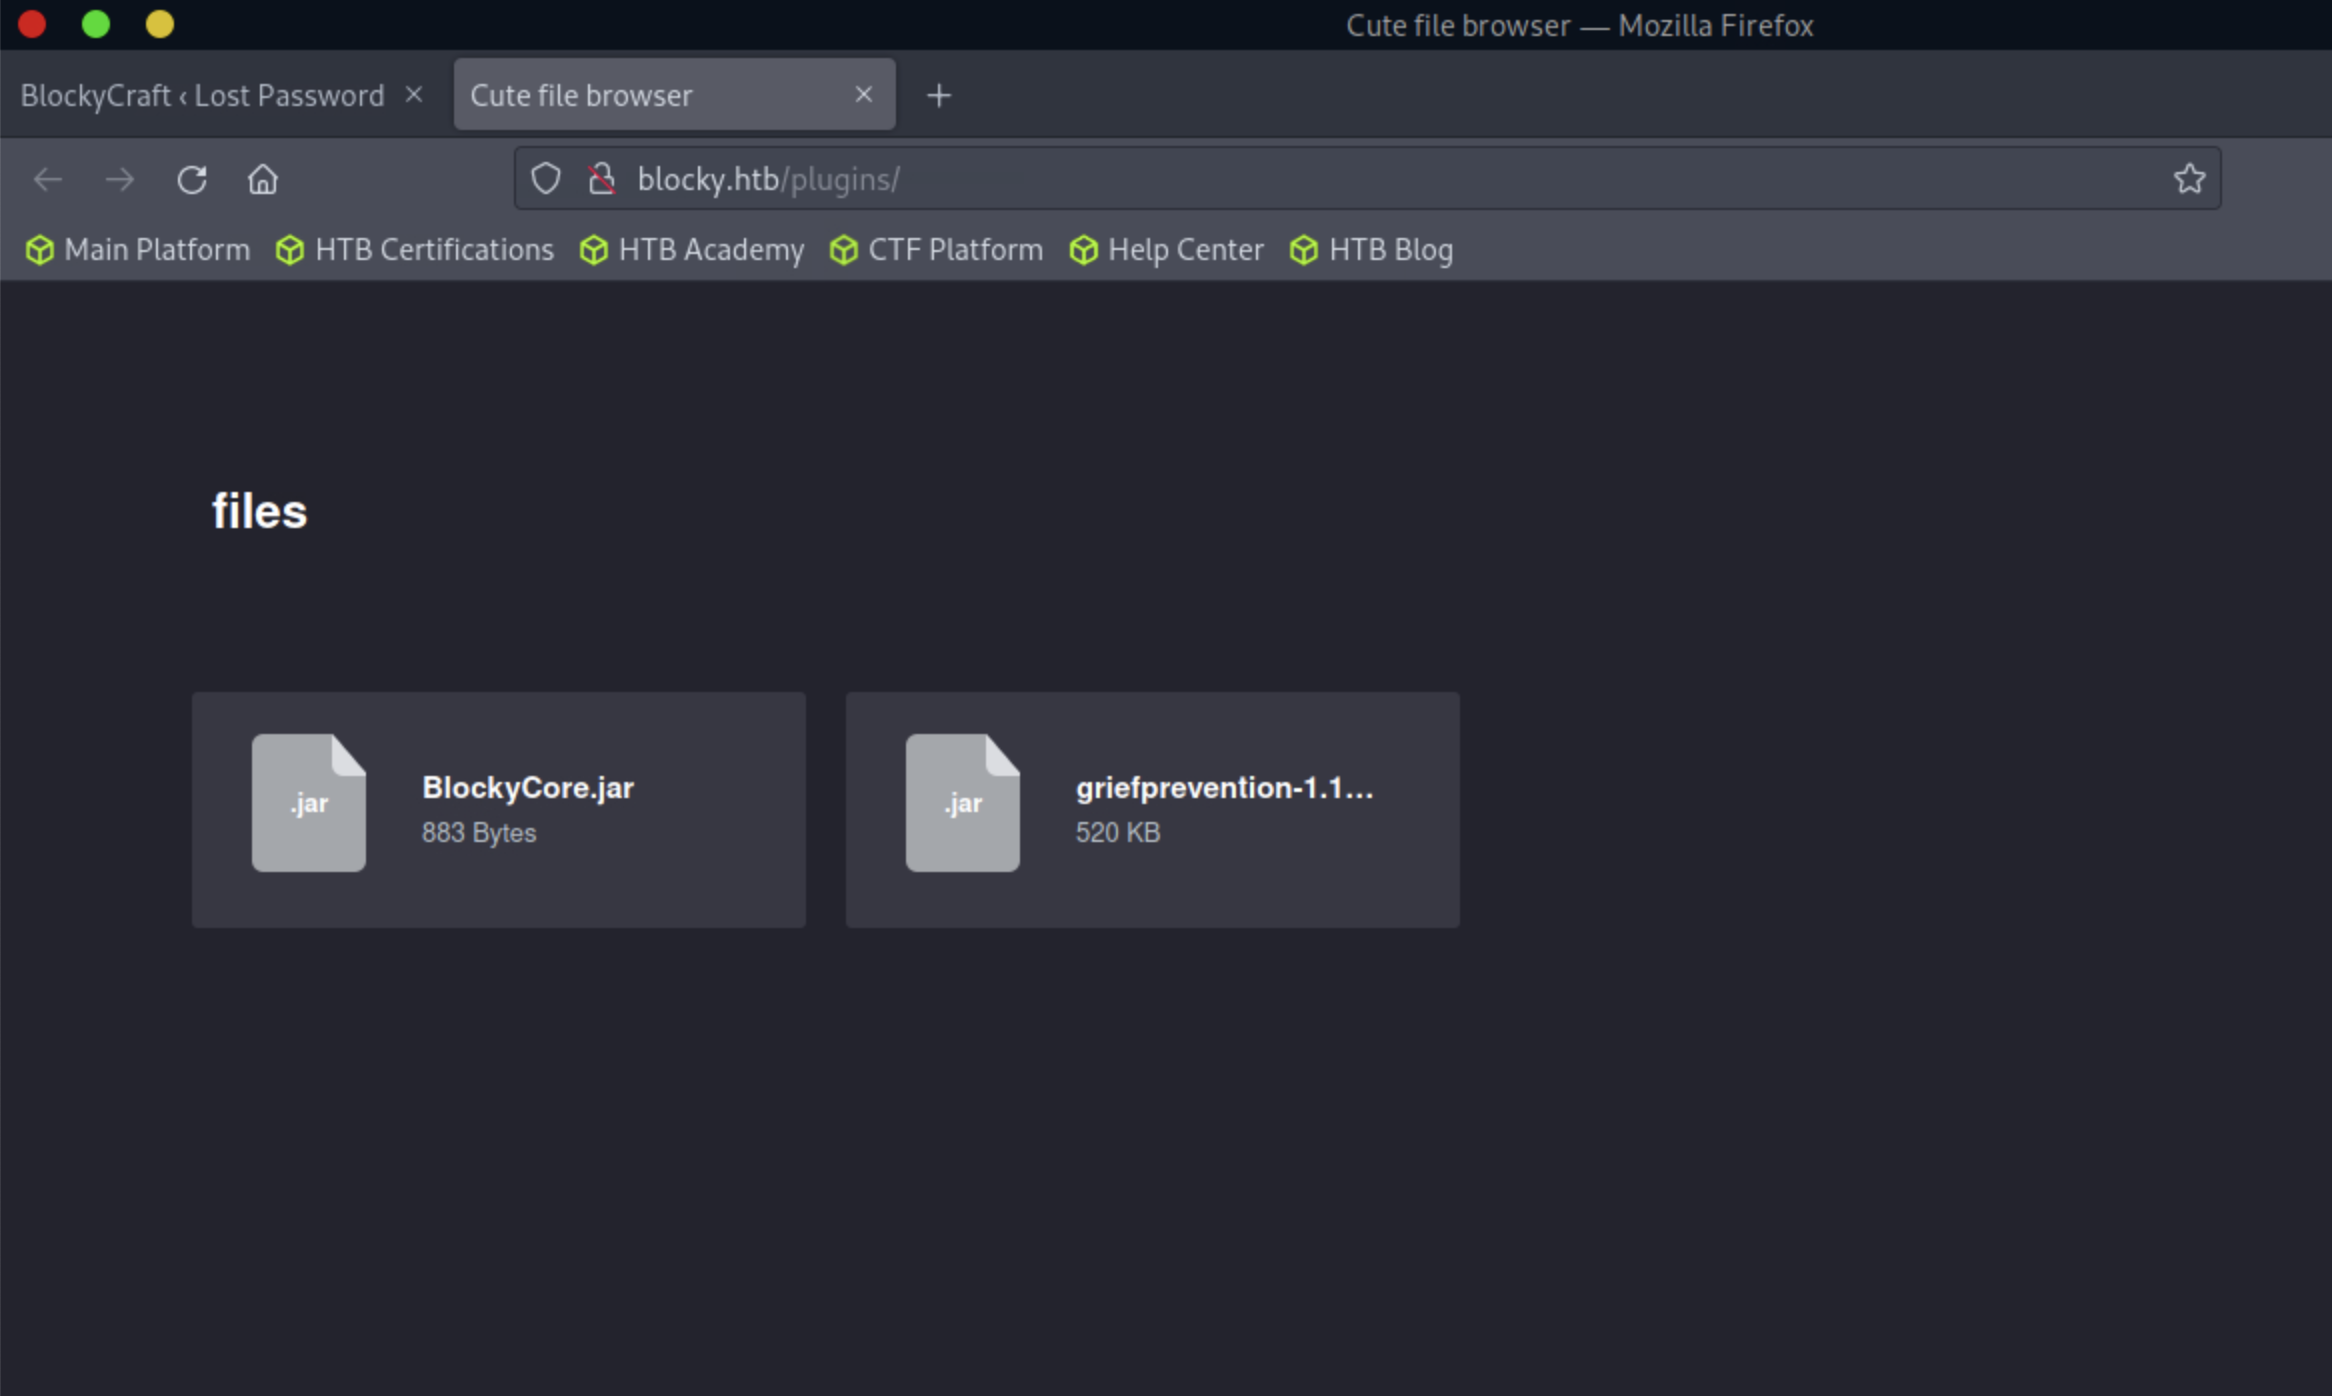 Cute file browser — Mozilla Firefox
BlockyCraft ‹ Lost Password
Cute file browser
blocky.htb/plugins/
Main Platform
HTB Certifications
HTB Academy
CTF Platform
Help Center
HTB Blog
files
.jar
BlockyCore.jar
883 Bytes
.jar
griefprevention-1.1...
520 KB